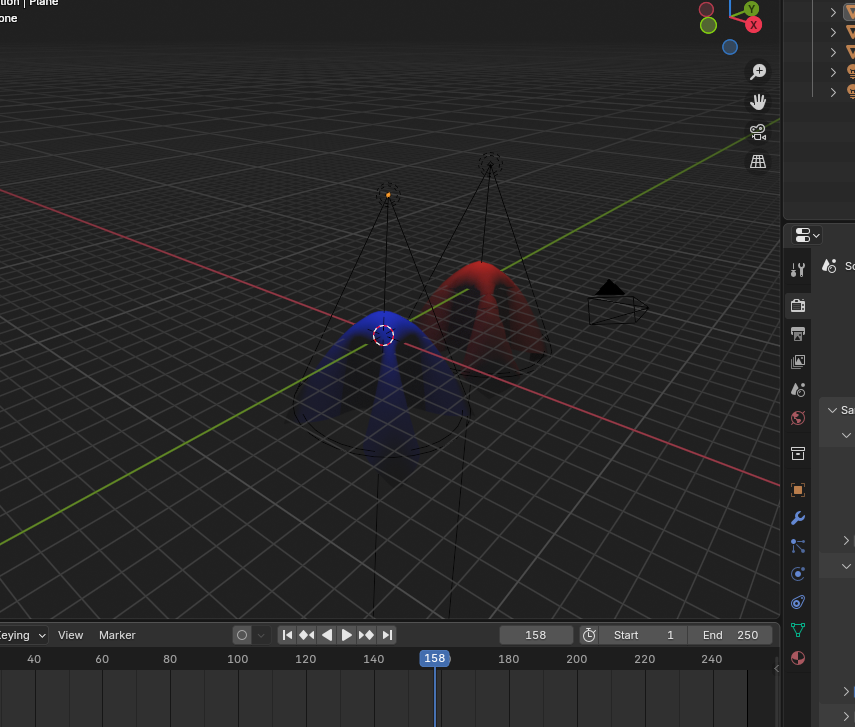 tion | Plane
one
Y
X
Sc
Sa
Keying
View
Marker
158
Start
1
End
250
40
60
80
100
120
140
158
180
200
220
240